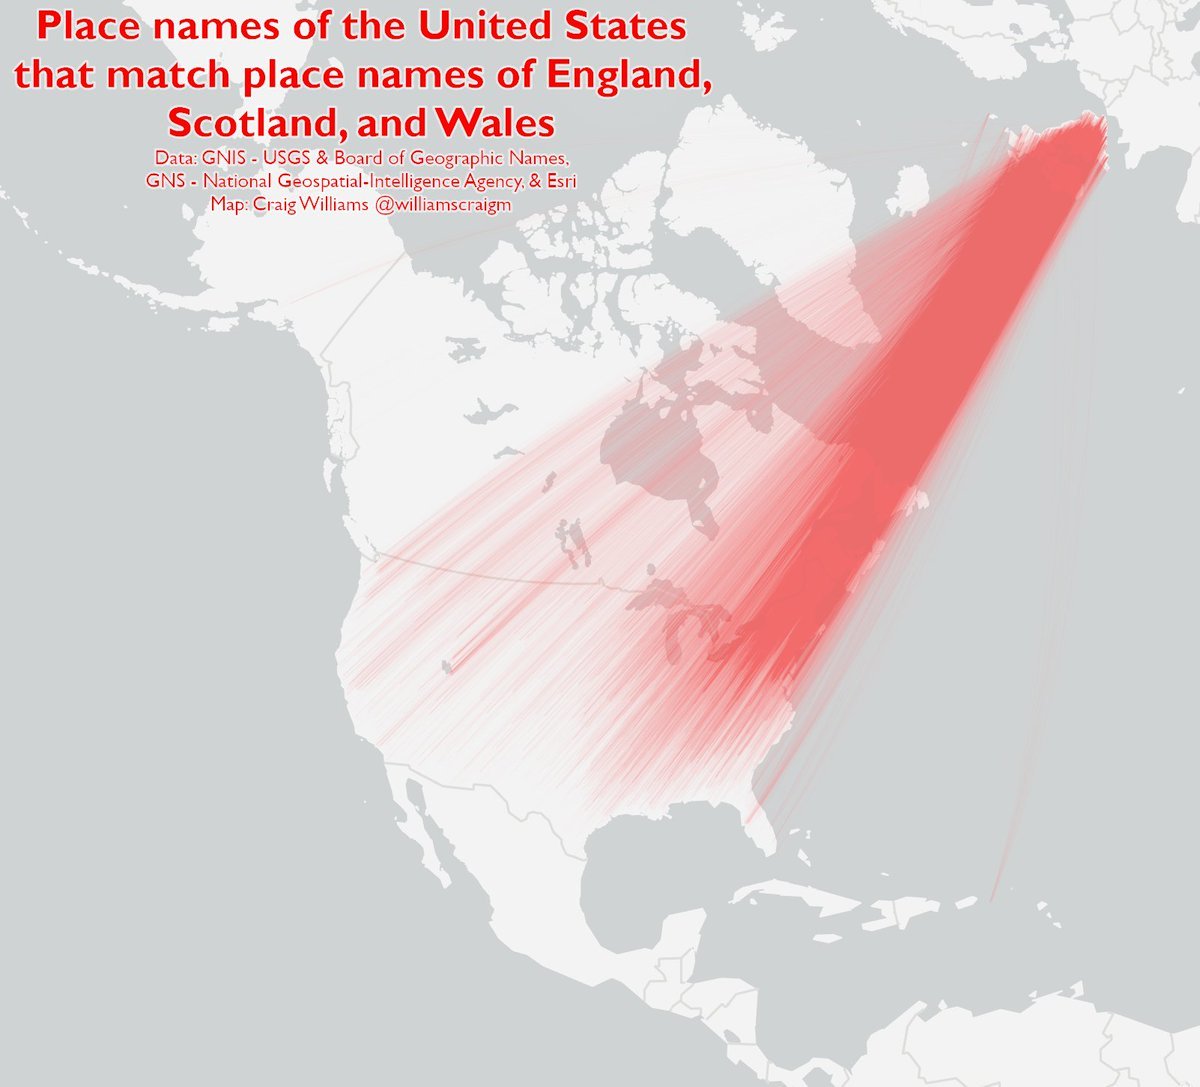 Place names of the United States
that match place names of England,
Scotland, and Wales
Data: GNIS - USGS & Board of Geographic Names,
GNS - National Geospatial-Intelligence Agency, & Esri
Map: Craig Williams @williamscraigm